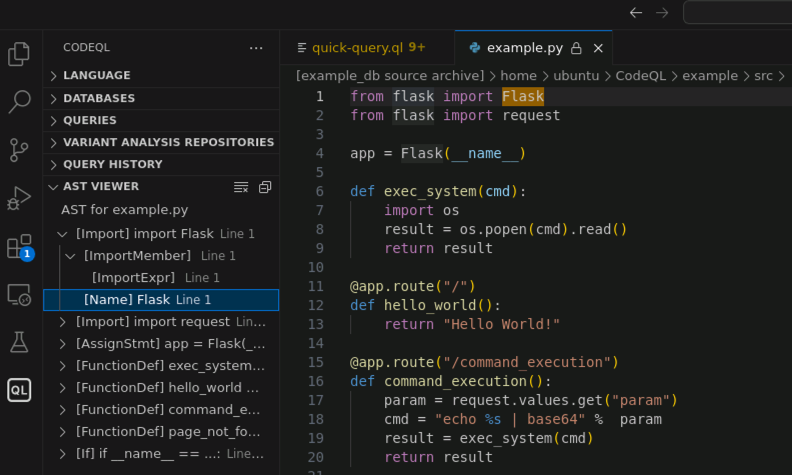 CODEQL
...
LANGUAGE
DATABASES
QUERIES
VARIANT ANALYSIS REPOSITORIES
QUERY HISTORY
AST VIEWER
AST for example.py
[Import] import Flask Line 1
[ImportMember] Line 1
[ImportExpr] Line 1
[Name] Flask Line 1
[Import] import request Lin...
[AssignStmt] app = Flask(_...
[FunctionDef] exec_system...
[FunctionDef] hello_world ...
[FunctionDef] command_e...
[FunctionDef] page_not_fo...
[If] if __name__ == ...: Line...
1
QL
quick-query.ql 9+
example.py
[example_db source archive] > home > ubuntu > CodeQL > example > src >
1 from flask import Flask
2 from flask import request
3
4 app = Flask(__name__)
5
6 def exec_system(cmd):
7     import os
8     result = os.popen(cmd).read()
9     return result
10
11 @app.route("/")
12 def hello_world():
13     return "Hello World!"
14
15 @app.route("/command_execution")
16 def command_execution():
17     param = request.values.get("param")
18     cmd = "echo %s | base64" %  param
19     result = exec_system(cmd)
20     return result